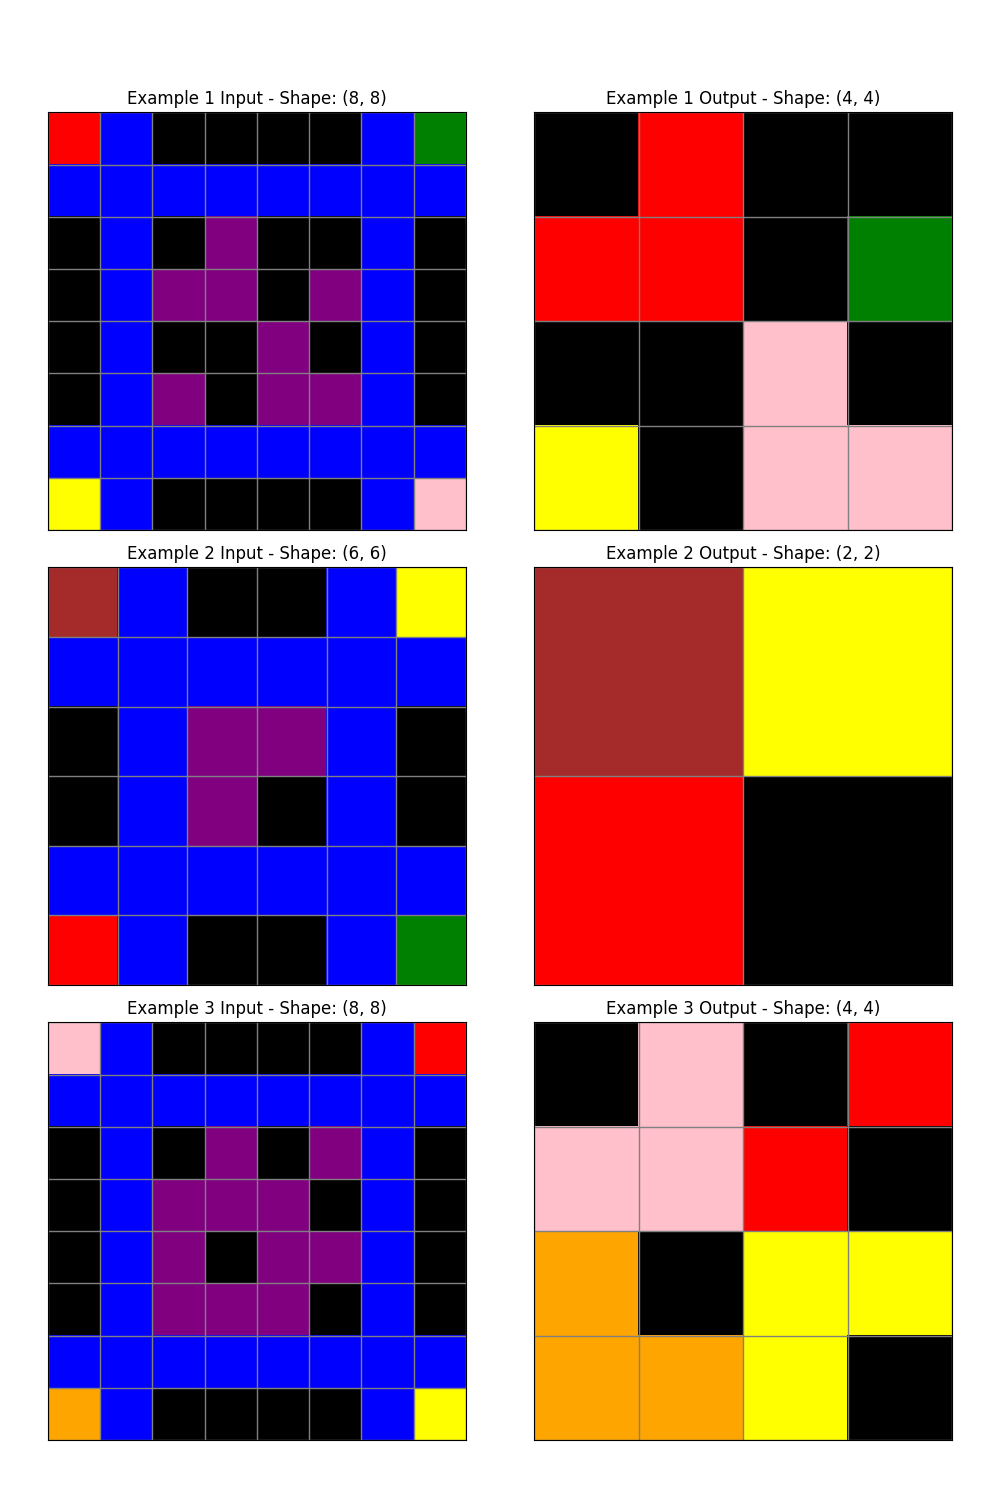 Example 1 Input - Shape: (8, 8)
Example 1 Output - Shape: (4, 4)
Example 2 Input - Shape: (6, 6)
Example 2 Output - Shape: (2, 2)
Example 3 Input - Shape: (8, 8)
Example 3 Output - Shape: (4, 4)